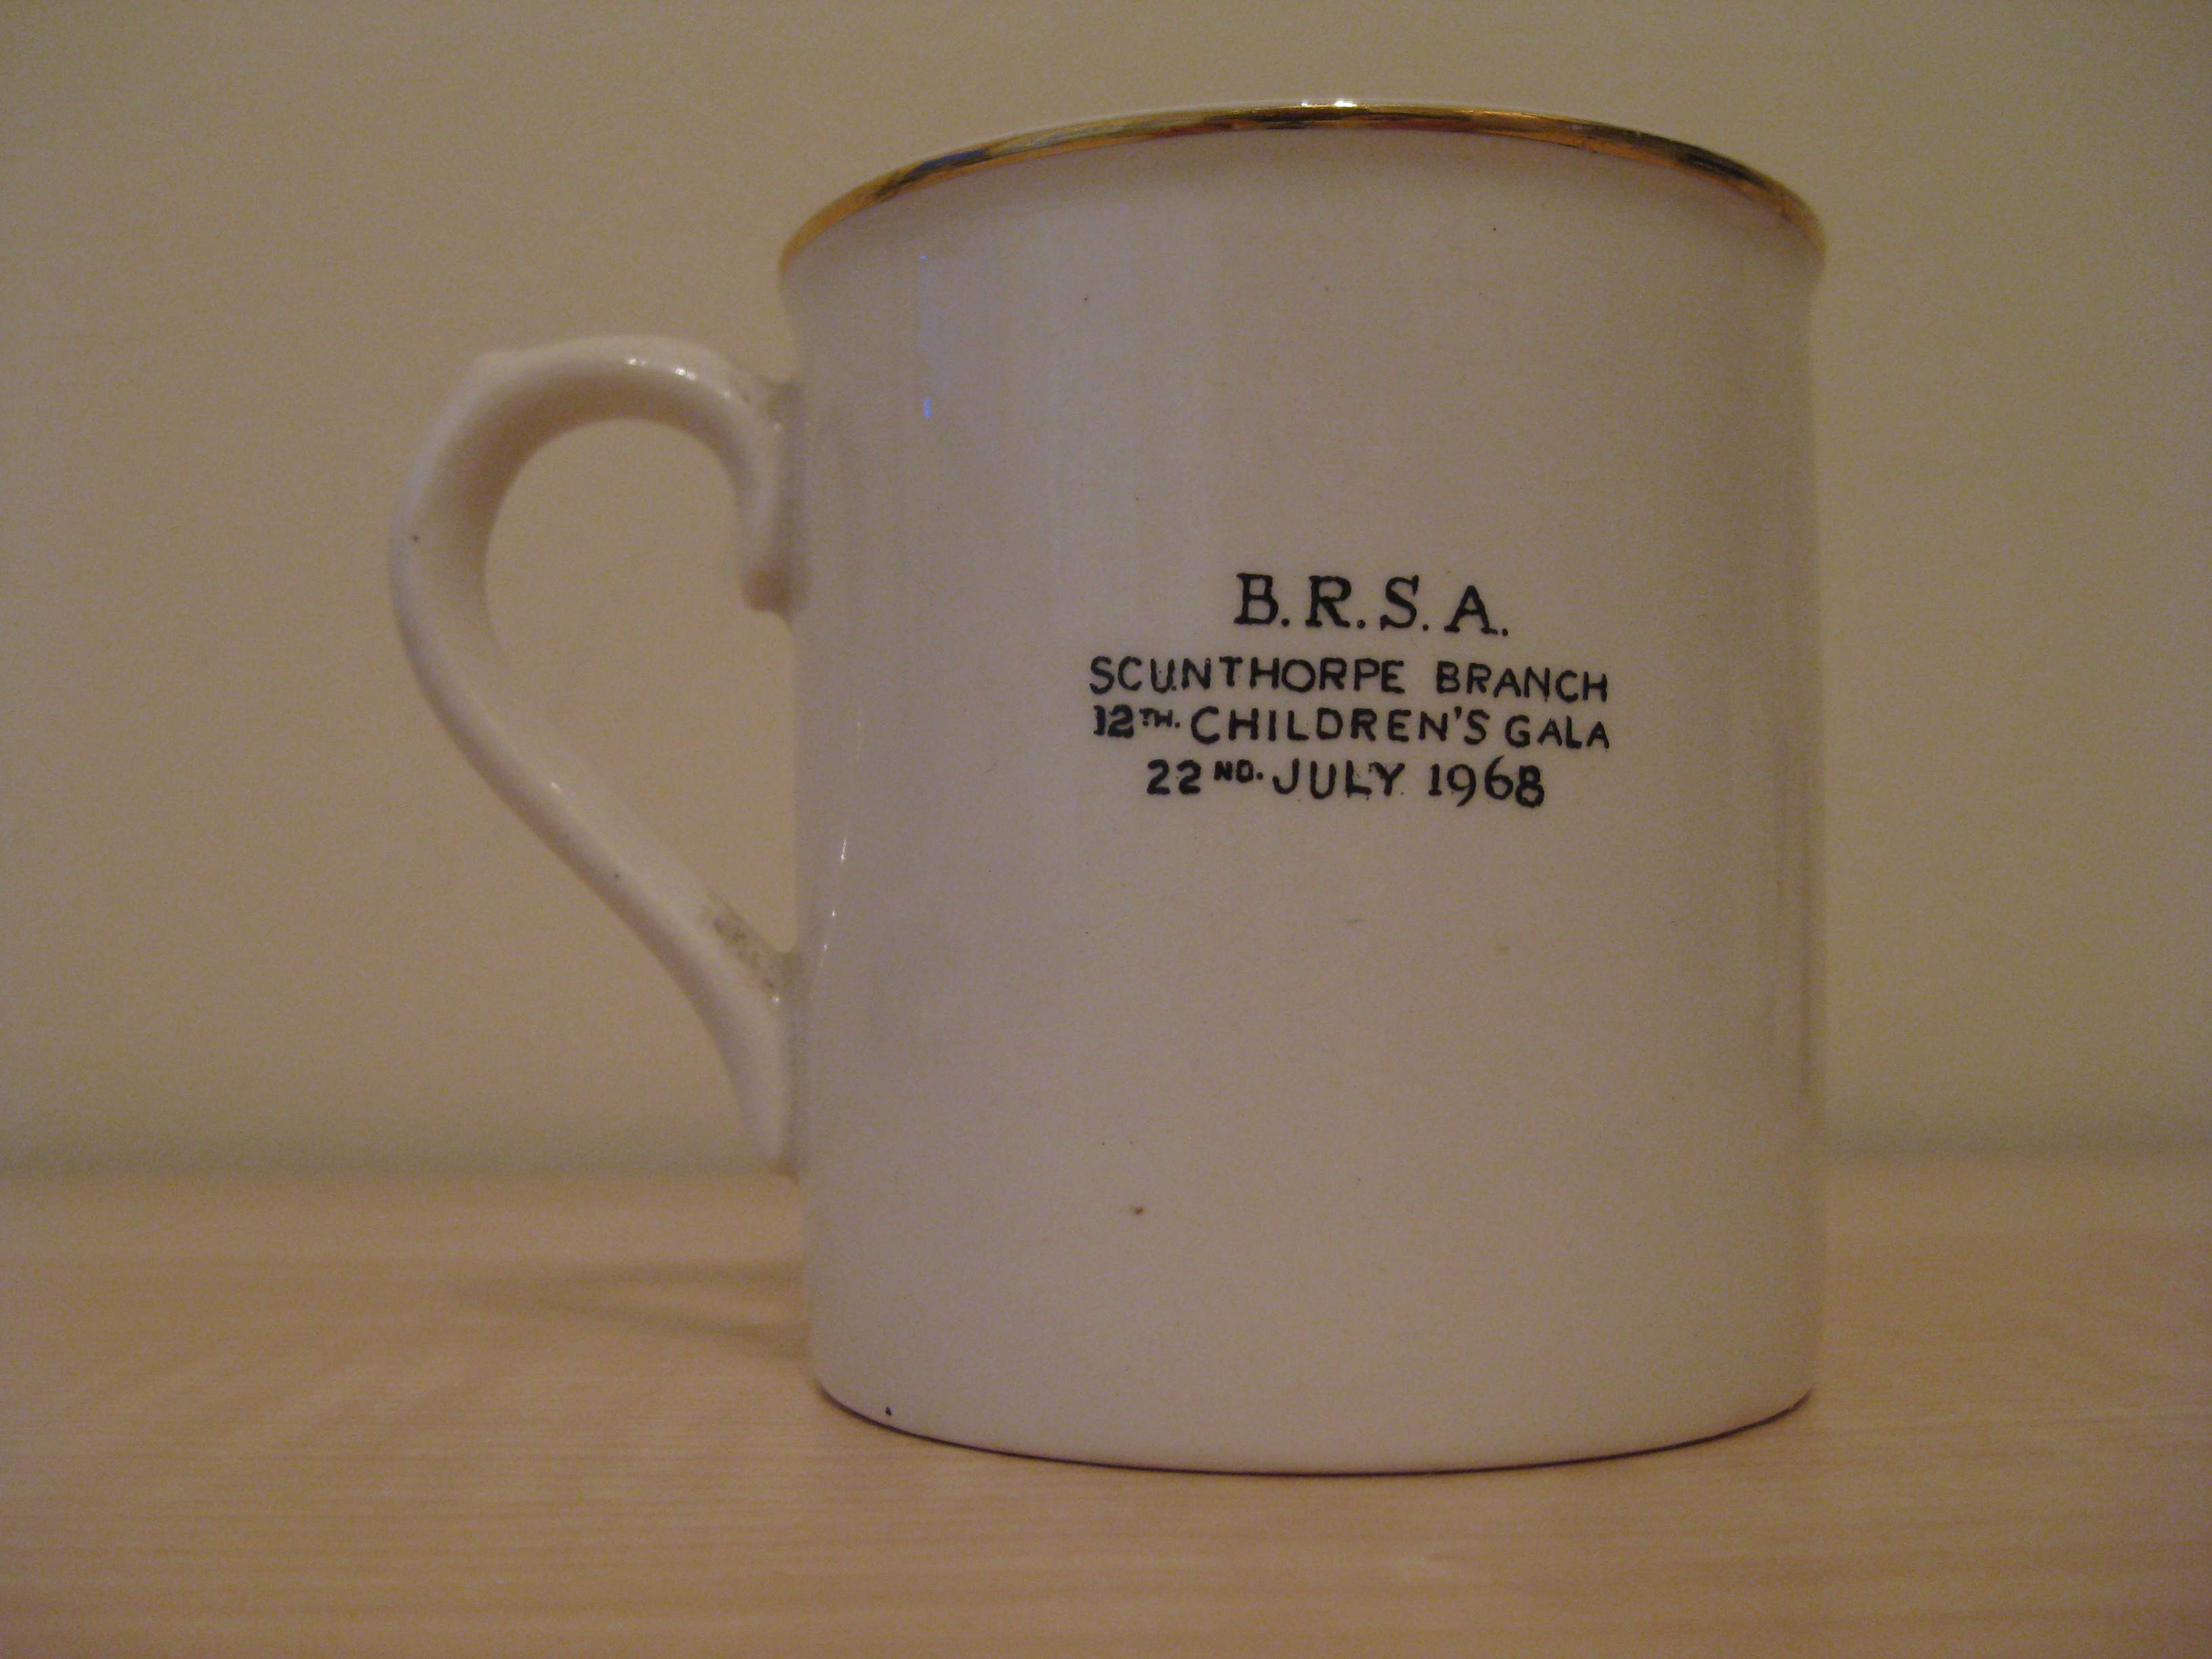 B.R.S.A.
SCUNTHORPE BRANCH
12TH. CHILDREN'S GALA
22ND. JULY 1968